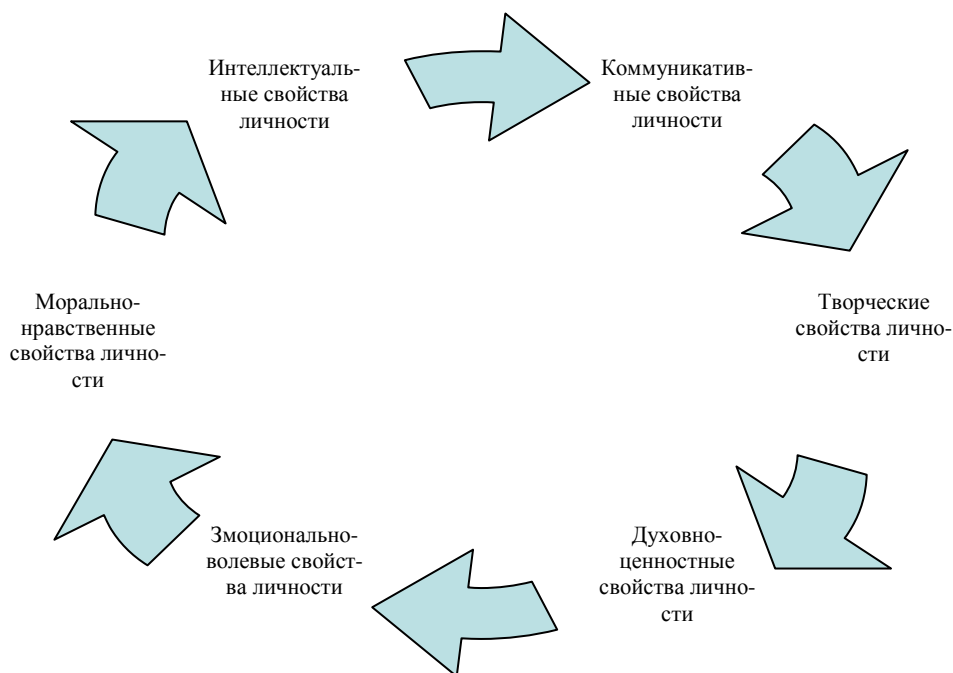 Интеллектуаль-
ные свойства
личности
Коммуникатив-
ные свойства
личности
Творческие
свойства лично-
сти
Духовно-
ценностные
свойства лично-
сти
Змоционально-
волевые свойст-
ва личности
Морально-
нравственные
свойства лично-
сти